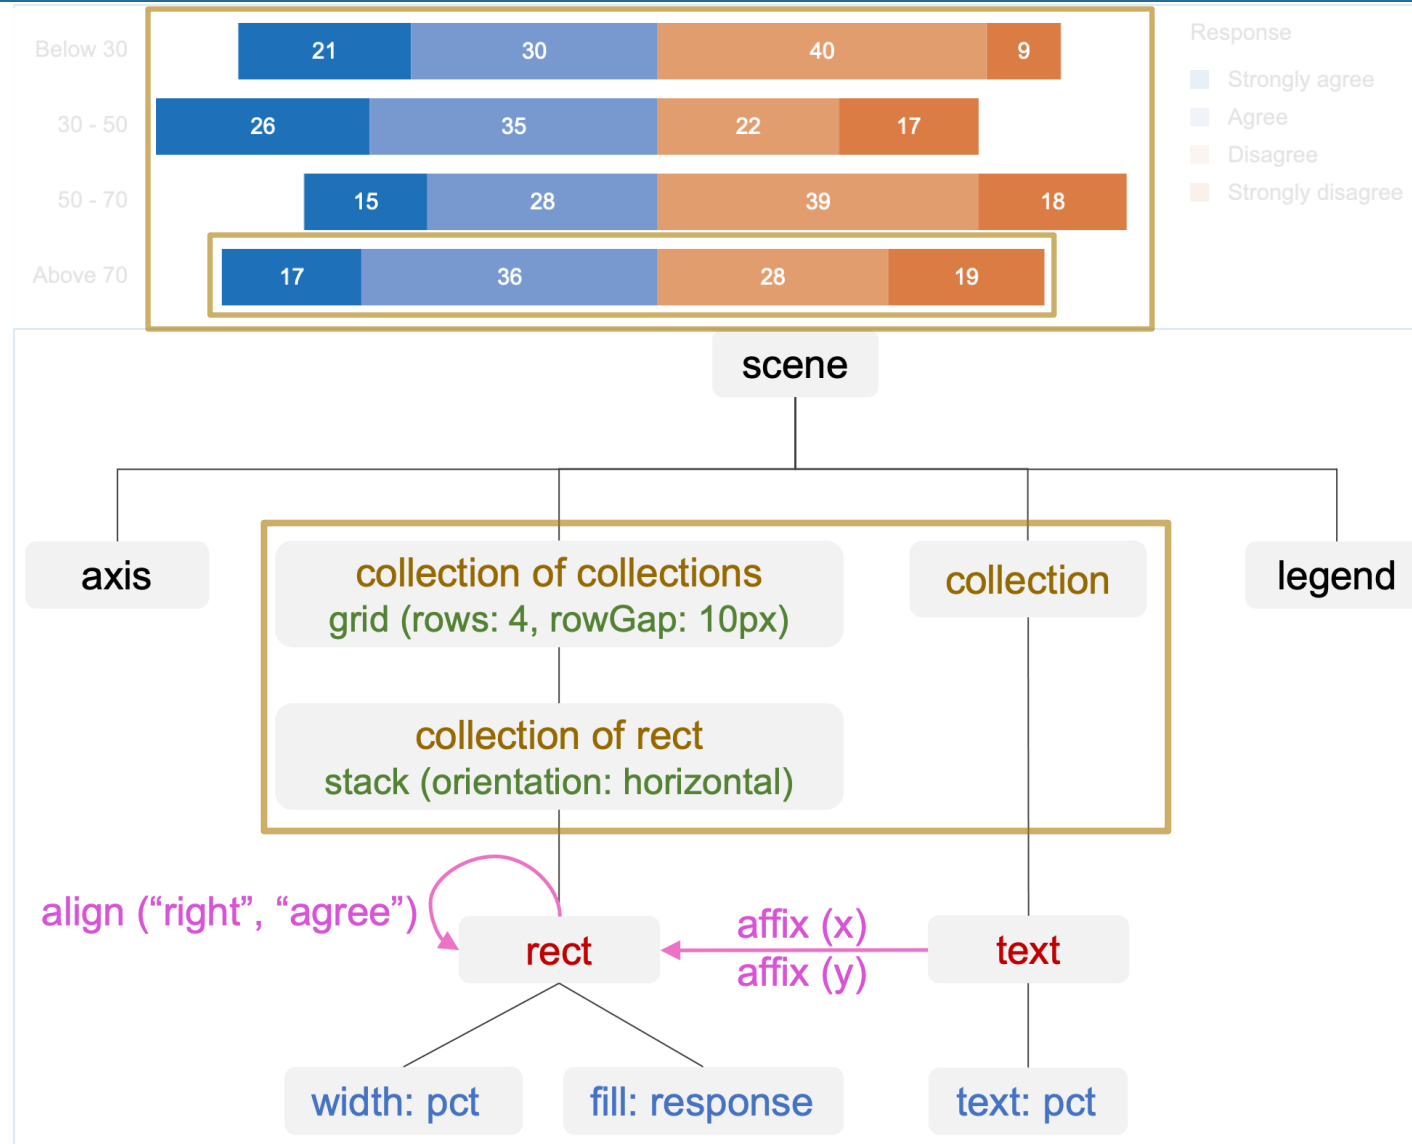 Below 30
21 30 40 9
30 - 50
26 35 22 17
50 - 70
15 28 39 18
Above 70
17 36 28 19
Response
Strongly agree
Agree
Disagree
Strongly disagree
scene
axis
collection of collections
grid (rows: 4, rowGap: 10px)
collection
legend
collection of rect
stack (orientation: horizontal)
align (“right”, “agree”)
rect
affix (x)
affix (y)
text
width: pct
fill: response
text: pct